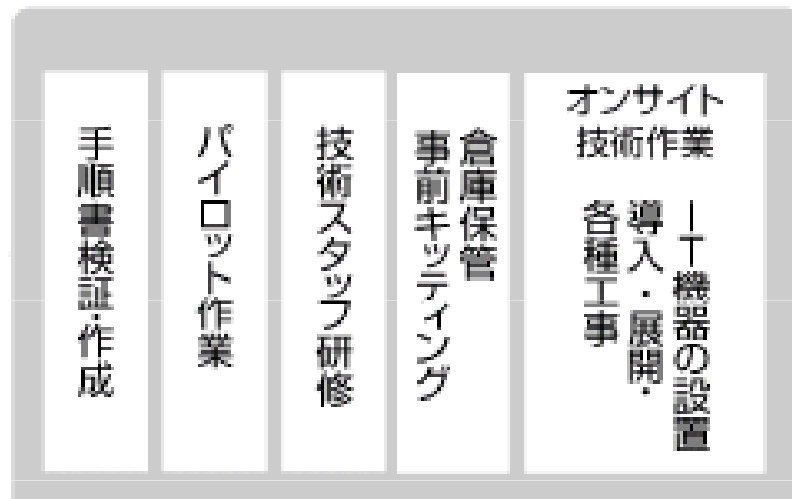 手順書検証・作成
パイロット作業
技術スタッフ研修
倉庫保管
事前キッティング
オンサイト
技術作業
IT機器の設置
導入・展開・
各種工事